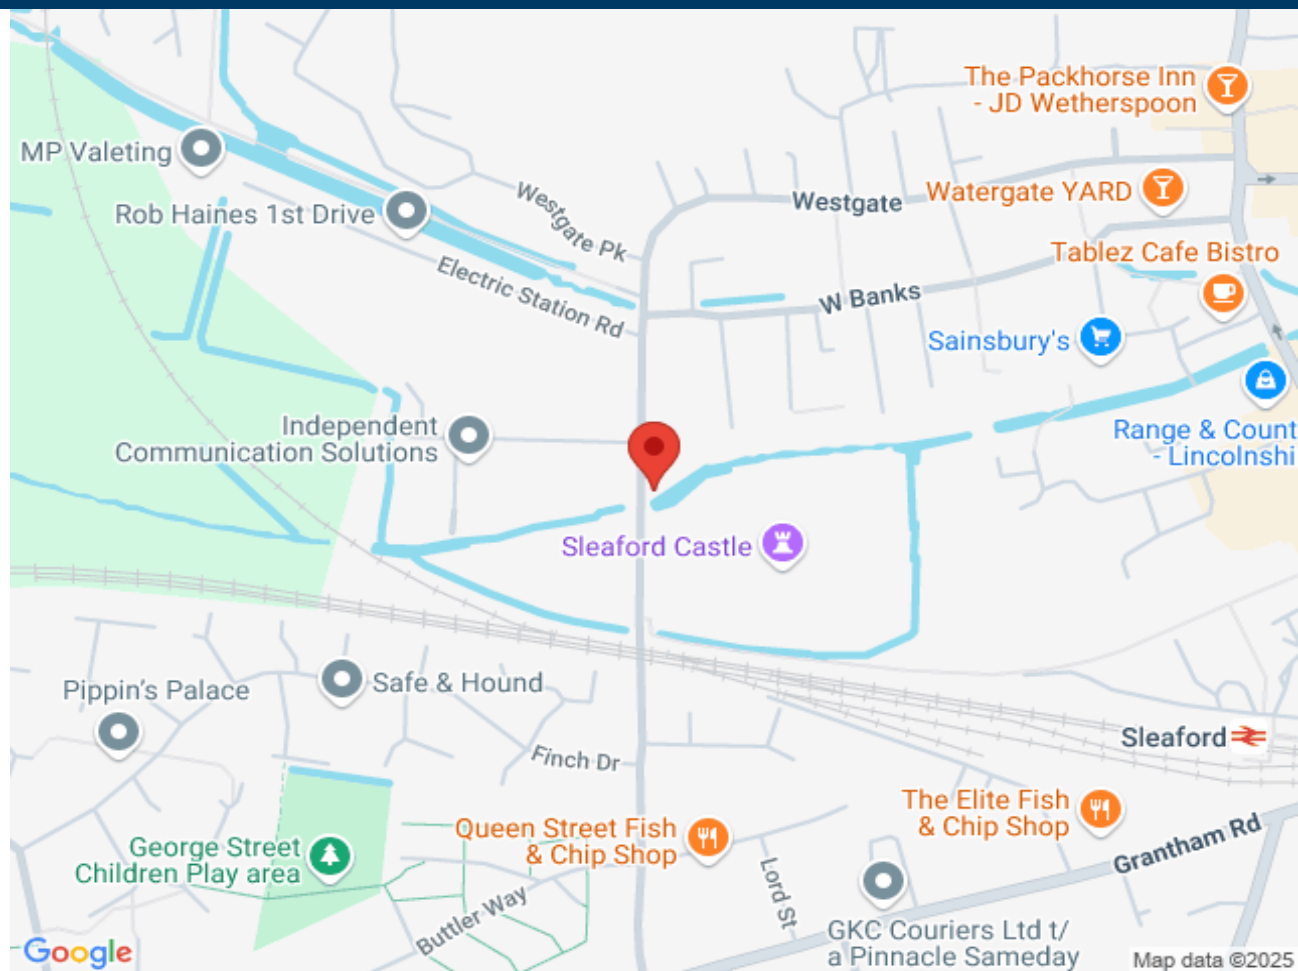 The Packhorse Inn
- JD Wetherspoon
MP Valeting
Westgate
Watergate YARD
Rob Haines 1st Drive
Westgate Pk
Tablez Cafe Bistro
Electric Station Rd
W Banks
Sainsbury's
Independent
Communication Solutions
Range & Count
- Lincolnshi
Sleaford Castle
Pippin's Palace
Safe & Hound
Sleaford
Finch Dr
The Elite Fish
& Chip Shop
Queen Street Fish
& Chip Shop
Grantham Rd
George Street
Children Play area
Lord St
Buttler Way
GKC Couriers Ltd t/
a Pinnacle Sameday
Google
Map data ©2025